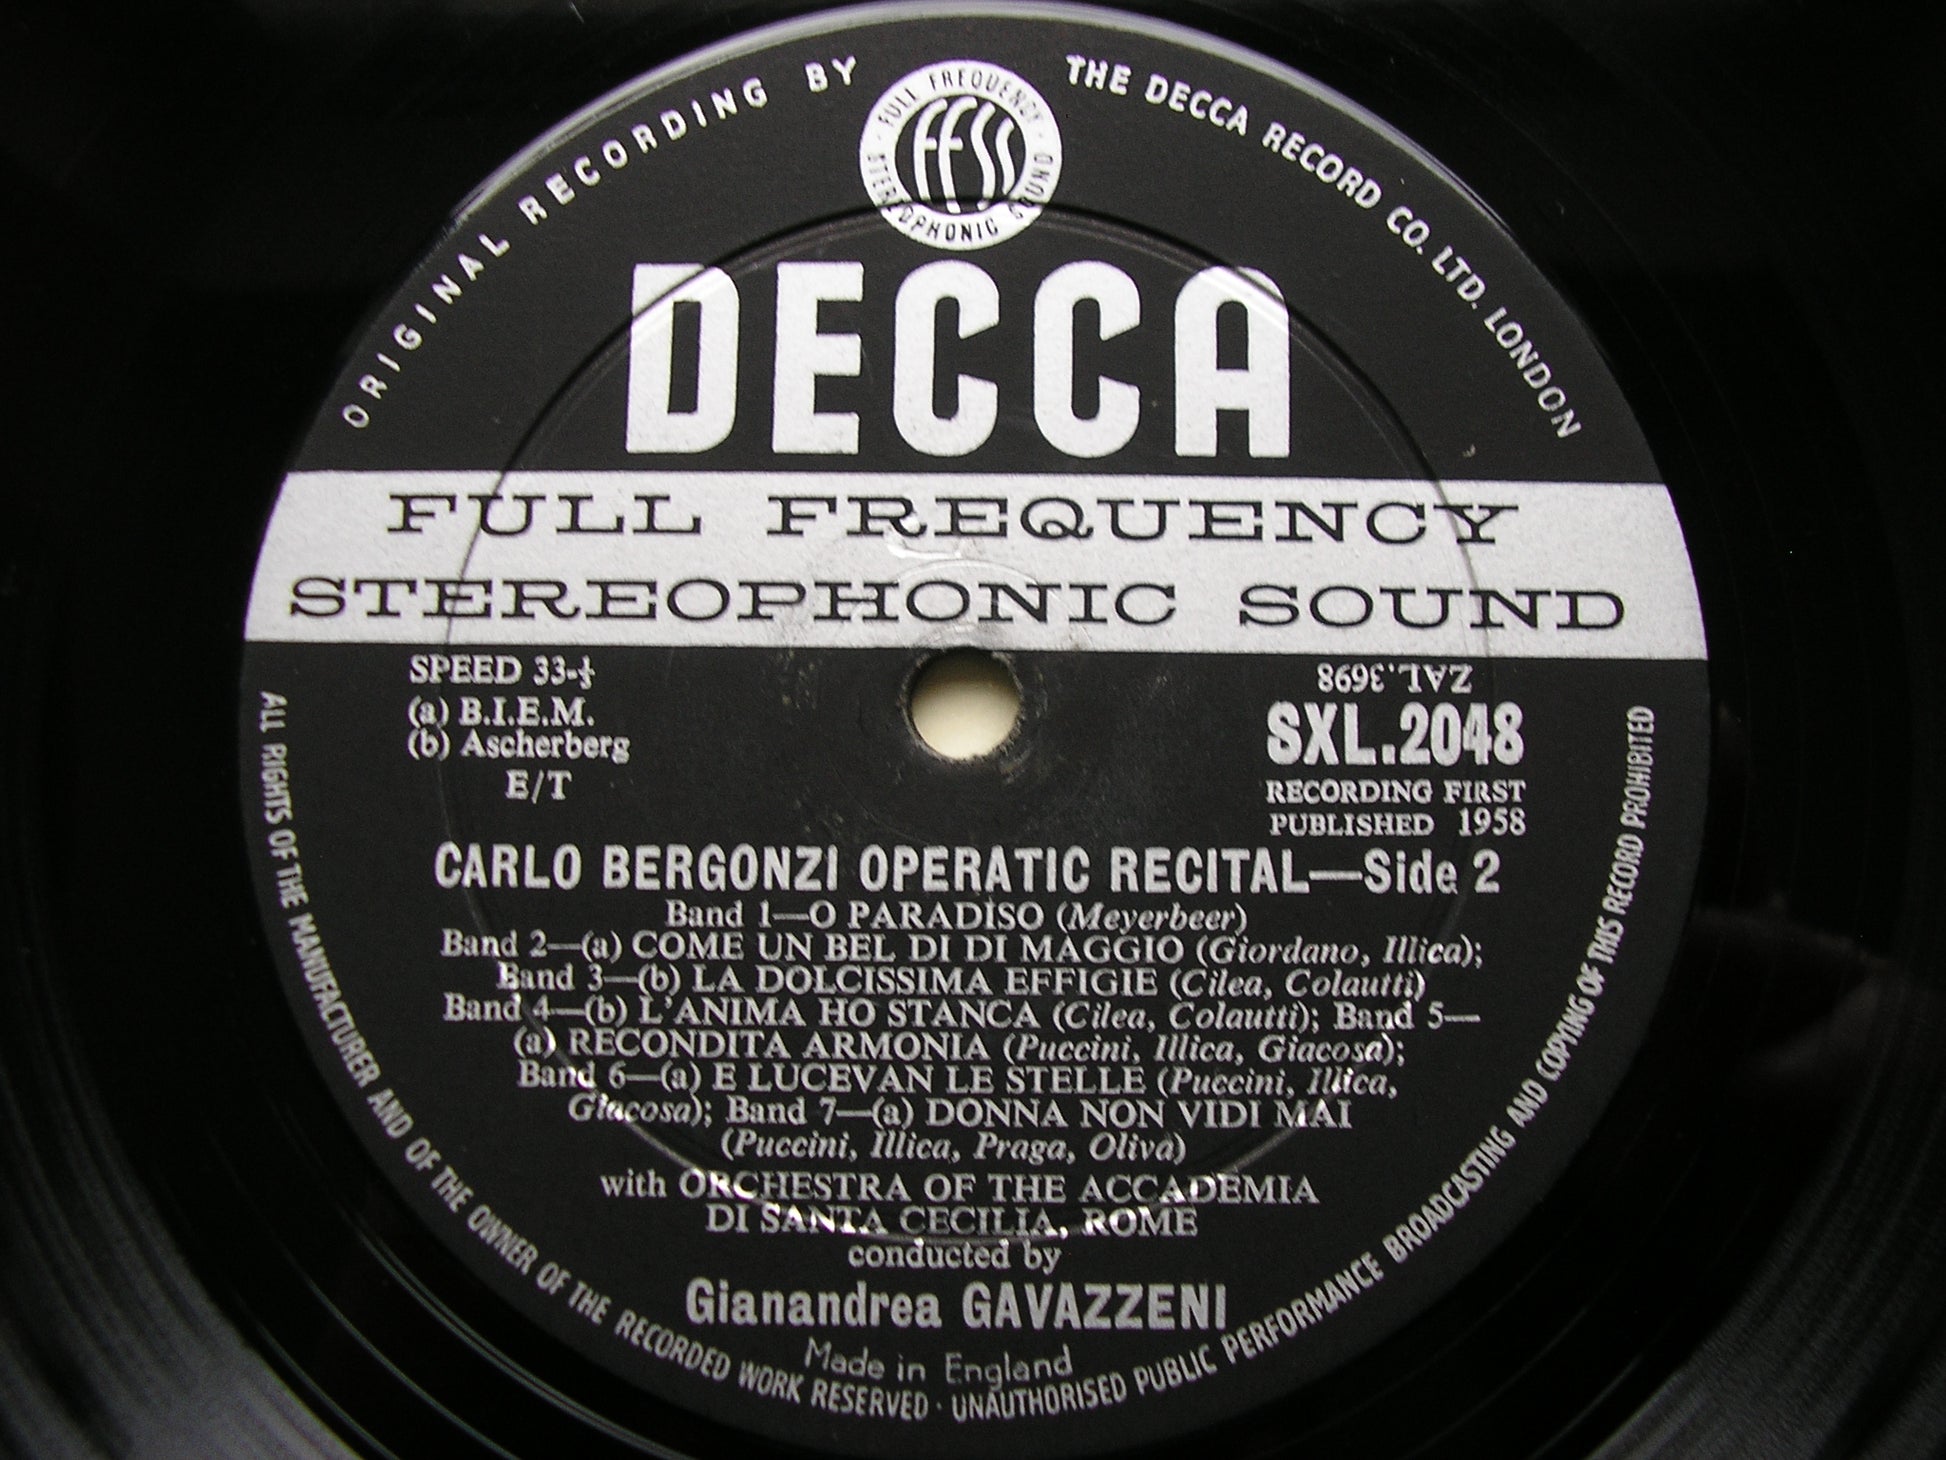 ORIGINAL RECORDING BY THE DECCA RECORD CO. LTD. LONDON
FULL FREQUENCY STEREOPHONIC SOUND
FFSS
DECCA
FULL FREQUENCY
STEREOPHONIC SOUND
SPEED 33-⅓
(a) B.I.E.M.
(b) Ascherberg
E/T
ZAL.3698
SXL.2048
RECORDING FIRST
PUBLISHED 1958
CARLO BERGONZI OPERATIC RECITAL—Side 2
Band 1—O PARADISO (Meyerbeer)
Band 2—(a) COME UN BEL DI DI MAGGIO (Giordano, Illica);
Band 3—(b) LA DOLCISSIMA EFFIGIE (Cilea, Colautti)
Band 4—(b) L'ANIMA HO STANCA (Cilea, Colautti); Band 5—
(a) RECONDITA ARMONIA (Puccini, Illica, Giacosa);
Band 6—(a) E LUCEVAN LE STELLE (Puccini, Illica,
Giacosa); Band 7—(a) DONNA NON VIDI MAI
(Puccini, Illica, Praga, Oliva)
with ORCHESTRA OF THE ACCADEMIA
DI SANTA CECILIA, ROME
conducted by
Gianandrea GAVAZZENI
Made in England
ALL RIGHTS OF THE MANUFACTURER AND OF THE OWNER OF THE RECORDED WORK RESERVED · UNAUTHORISED PUBLIC PERFORMANCE BROADCASTING AND COPYING OF THIS RECORD PROHIBITED